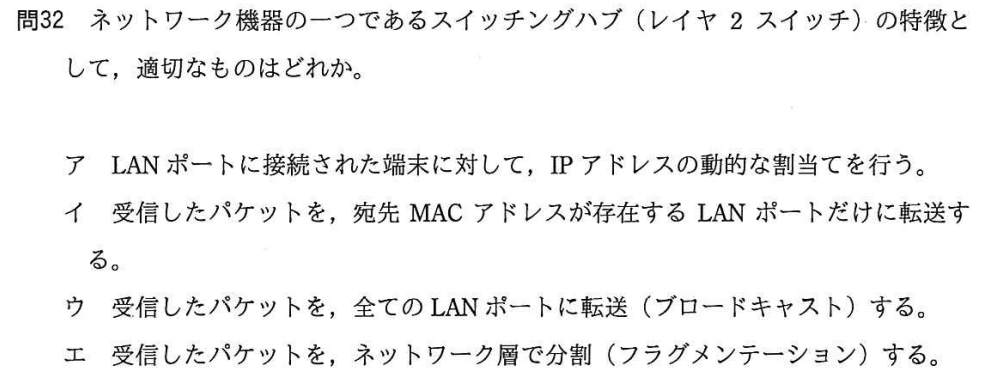 問32 ネットワーク機器の一つであるスイッチングハブ（レイヤ 2 スイッチ）の特徴と
して，適切なものはどれか。
ア LAN ポートに接続された端末に対して，IP アドレスの動的な割当てを行う。
イ 受信したパケットを，宛先 MAC アドレスが存在する LAN ポートだけに転送す
る。
ウ 受信したパケットを，全ての LAN ポートに転送（ブロードキャスト）する。
エ 受信したパケットを，ネットワーク層で分割（フラグメンテーション）する。